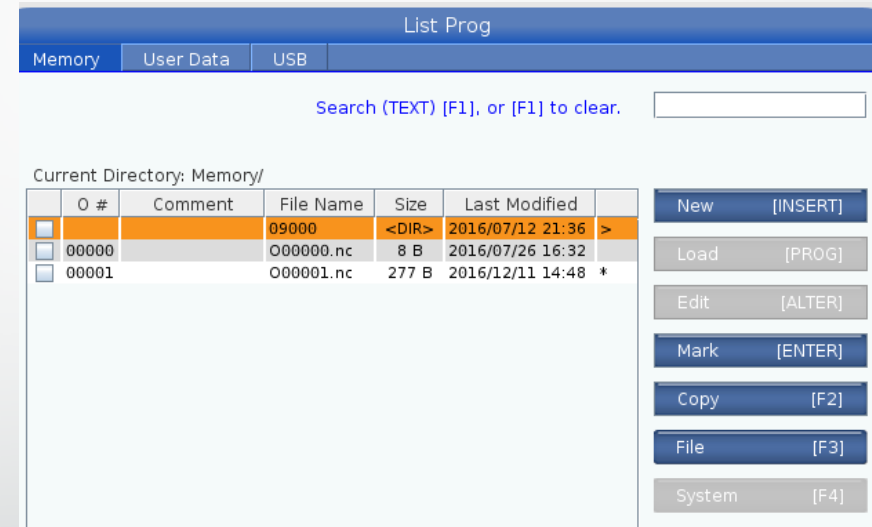 List Prog
Memory User Data USB
Search (TEXT) [F1], or [F1] to clear.
Current Directory: Memory/
O # Comment File Name Size Last Modified
09000 <DIR> 2016/07/12 21:36 >
00000 O00000.nc 8 B 2016/07/26 16:32
00001 O00001.nc 277 B 2016/12/11 14:48 *
New [INSERT]
Load [PROG]
Edit [ALTER]
Mark [ENTER]
Copy [F2]
File [F3]
System [F4]